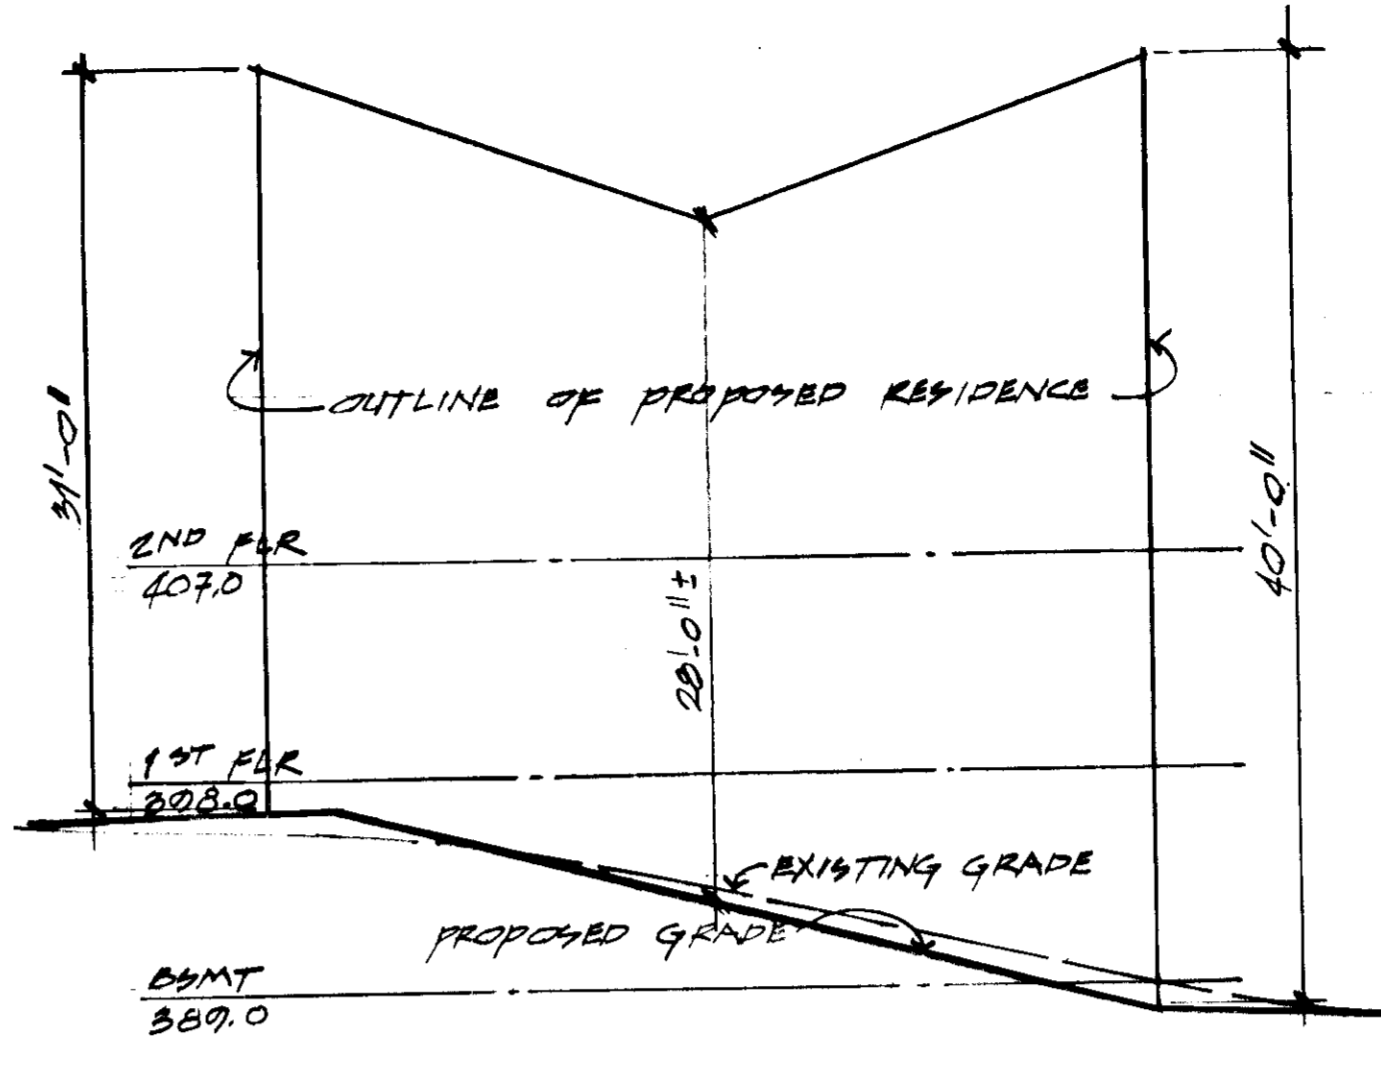 31'-0"
OUTLINE OF PROPOSED RESIDENCE
40'-0"
2ND FLR
407.0
28'-0"±
1ST FLR
398.0
EXISTING GRADE
PROPOSED GRADE
BSMT
389.0